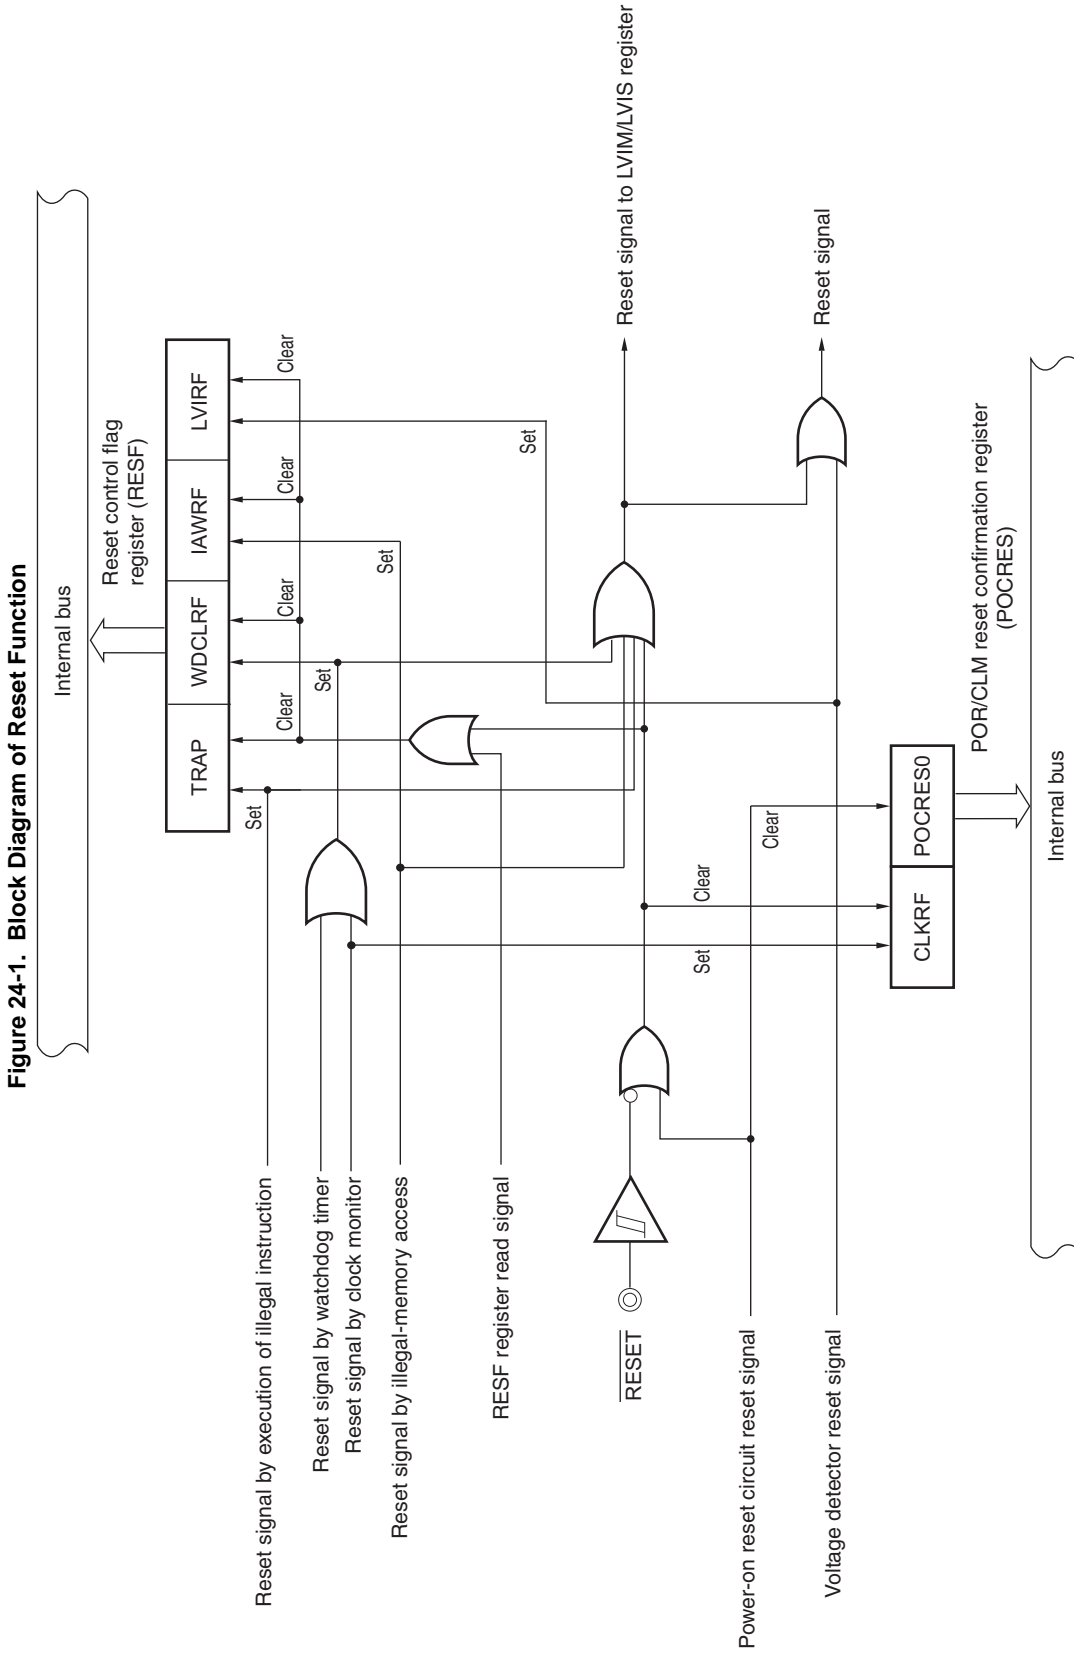 Figure 24-1. Block Diagram of Reset Function
Internal bus
Reset control flag
register (RESF)
TRAP
WDCLRF
IAWRF
LVIRF
Set
Clear
Set
Clear
Set
Clear
Set
Clear
Reset signal by execution of illegal instruction
Reset signal by watchdog timer
Reset signal by clock monitor
Reset signal by illegal-memory access
RESF register read signal
RESET
Reset signal to LVIM/LVIS register
Set
Clear
Clear
Power-on reset circuit reset signal
Voltage detector reset signal
Reset signal
CLKRF
POCRES0
POR/CLM reset confirmation register
(POCRES)
Internal bus